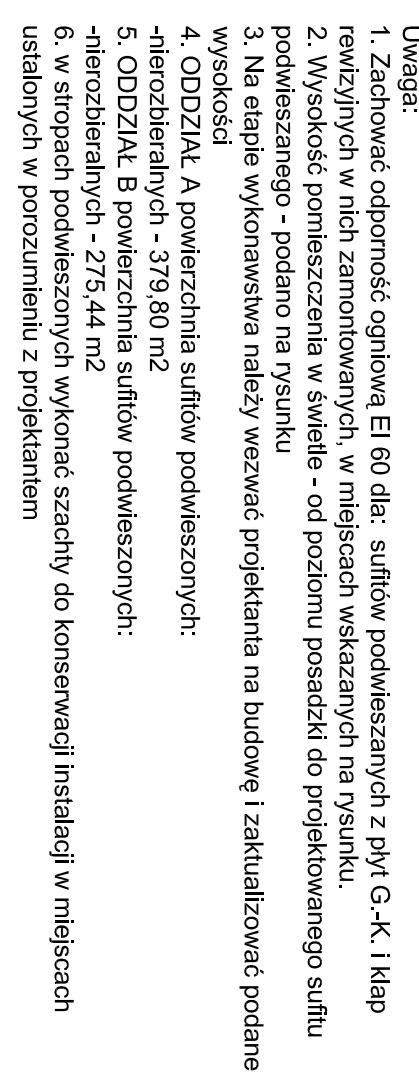 Uwaga:
1. Zachować odporność ogniową EI 60 dla:  sufitów podwieszanych z płyt G.-K. i klap
rewizyjnych w nich zamontowanych, w miejscach wskazanych na rysunku.
2. Wysokość pomieszczenia w świetle - od poziomu posadzki do projektowanego sufitu
podwieszanego - podano na rysunku
3. Na etapie wykonawstwa należy wezwać projektanta na budowę i zaktualizować podane
wysokości
4. ODDZIAŁ A powierzchnia sufitów podwieszonych:
-nierozbieralnych - 379,80 m2
5. ODDZIAŁ B powierzchnia sufitów podwieszonych:
-nierozbieralnych - 275,44 m2
6. w stropach podwieszonych wykonać szachty do konserwacji instalacji w miejscach
ustalonych w porozumieniu z projektantem